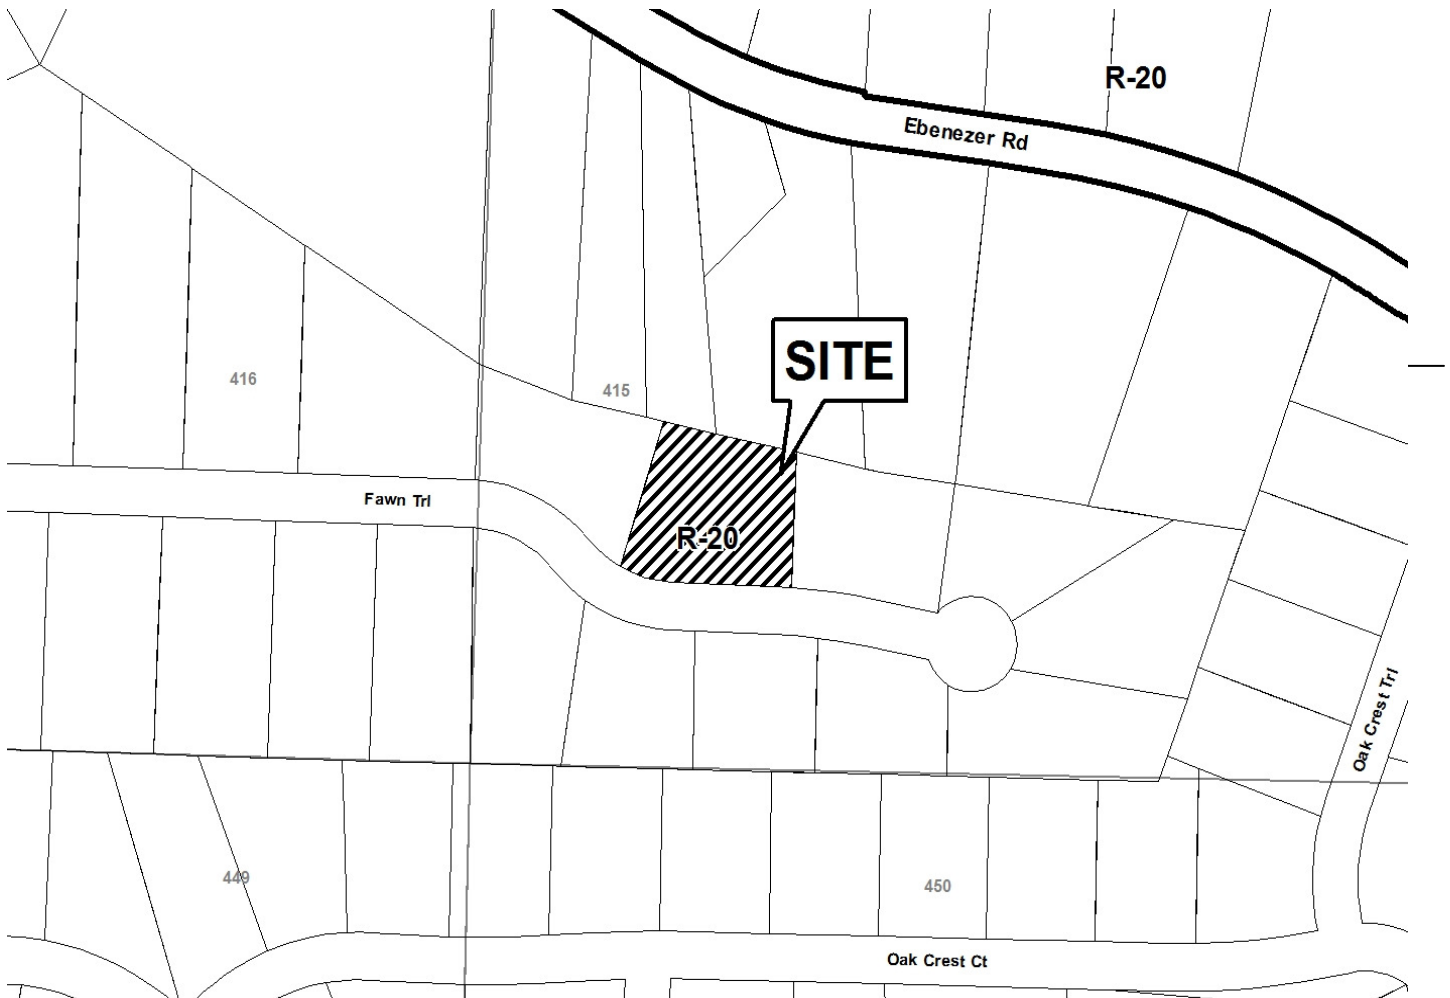 R-20
Ebenezer Rd
SITE
416
415
Fawn Trl
R-20
Oak Crest Trl
449
450
Oak Crest Ct